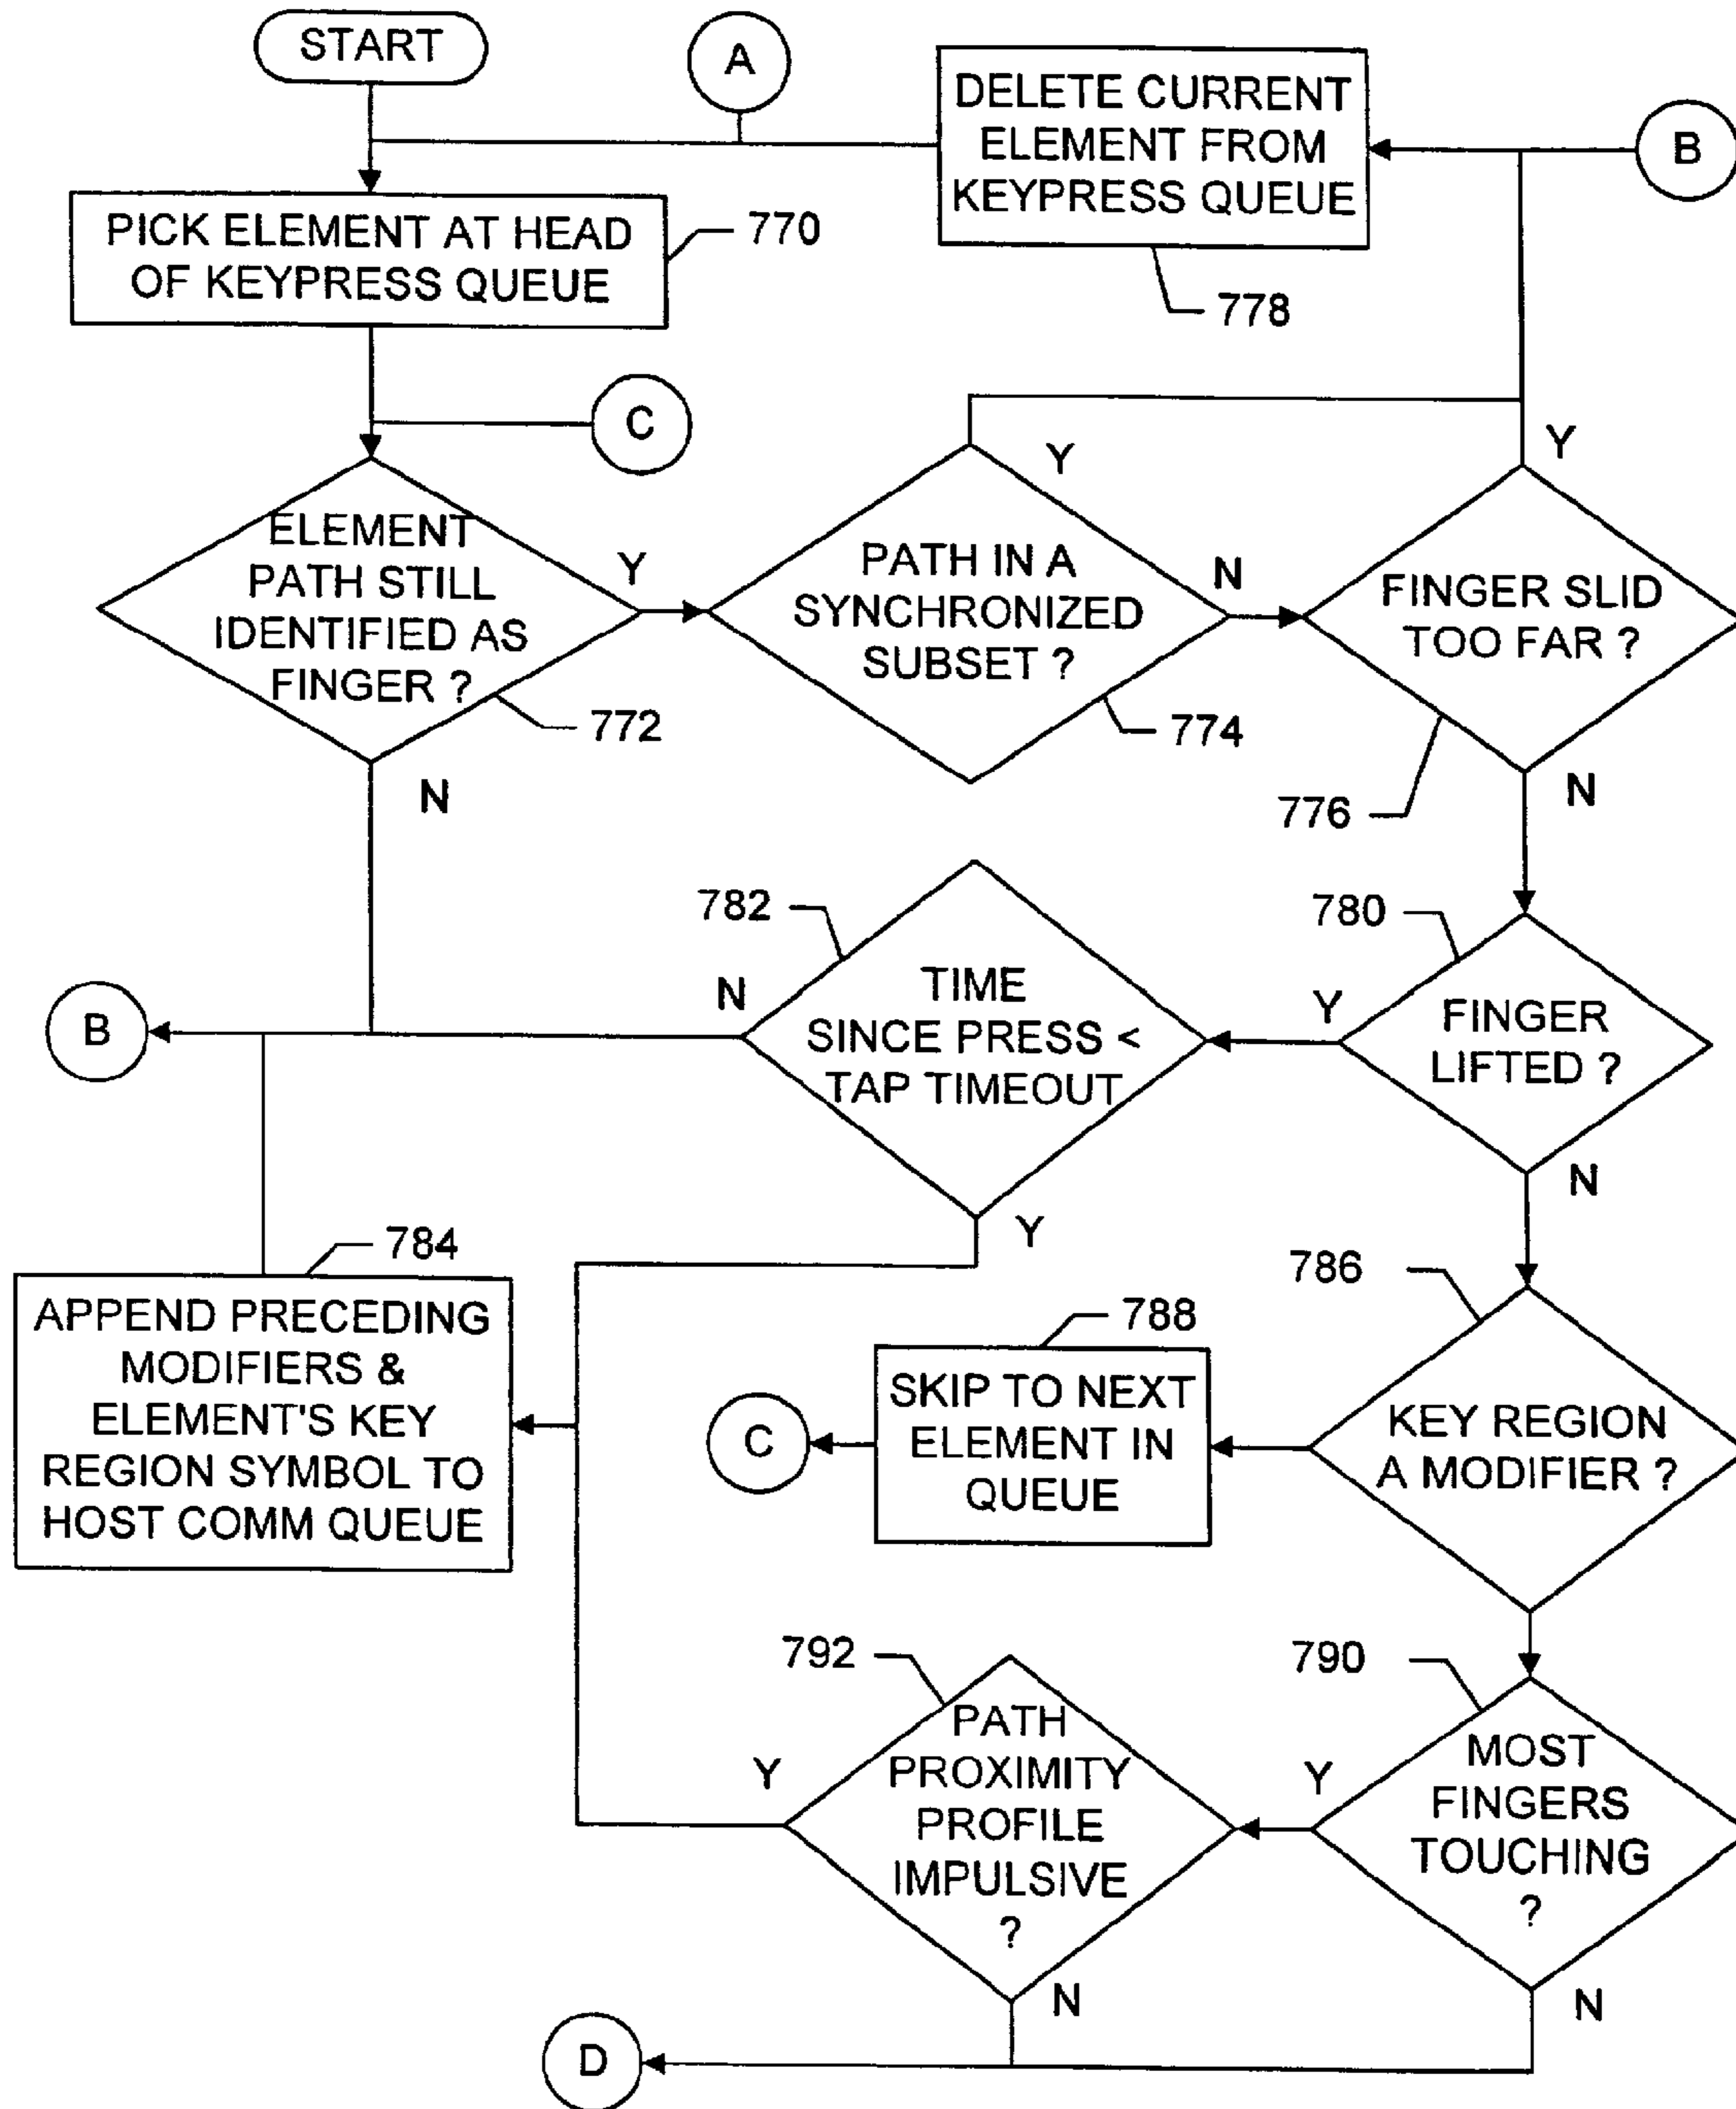 START
A
DELETE CURRENT
ELEMENT FROM
KEYPRESS QUEUE
B
PICK ELEMENT AT HEAD
OF KEYPRESS QUEUE
770
778
C
Y
Y
ELEMENT
PATH STILL
IDENTIFIED AS
FINGER ?
Y
PATH IN A
SYNCHRONIZED
SUBSET ?
N
FINGER SLID
TOO FAR ?
772
774
776
N
N
782
780
TIME
SINCE PRESS <
TAP TIMEOUT
N
Y
FINGER
LIFTED ?
B
Y
N
784
786
788
APPEND PRECEDING
MODIFIERS &
ELEMENT'S KEY
REGION SYMBOL TO
HOST COMM QUEUE
C
SKIP TO NEXT
ELEMENT IN
QUEUE
KEY REGION
A MODIFIER ?
792
790
PATH
PROXIMITY
PROFILE
IMPULSIVE
?
Y
Y
MOST
FINGERS
TOUCHING
?
N
N
D